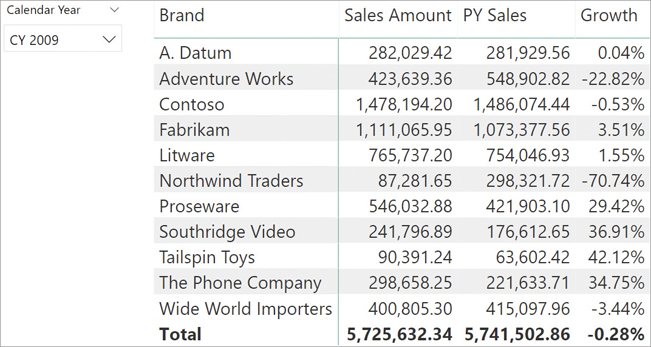 Calendar Year
CY 2009
Brand Sales Amount PY Sales Growth
A. Datum 282,029.42 281,929.56 0.04%
Adventure Works 423,639.36 548,902.82 -22.82%
Contoso 1,478,194.20 1,486,074.44 -0.53%
Fabrikam 1,111,065.95 1,073,377.56 3.51%
Litware 765,737.20 754,046.93 1.55%
Northwind Traders 87,281.65 298,321.72 -70.74%
Proseware 546,032.88 421,903.10 29.42%
Southridge Video 241,796.89 176,612.65 36.91%
Tailspin Toys 90,391.24 63,602.42 42.12%
The Phone Company 298,658.25 221,633.71 34.75%
Wide World Importers 400,805.30 415,097.96 -3.44%
Total 5,725,632.34 5,741,502.86 -0.28%